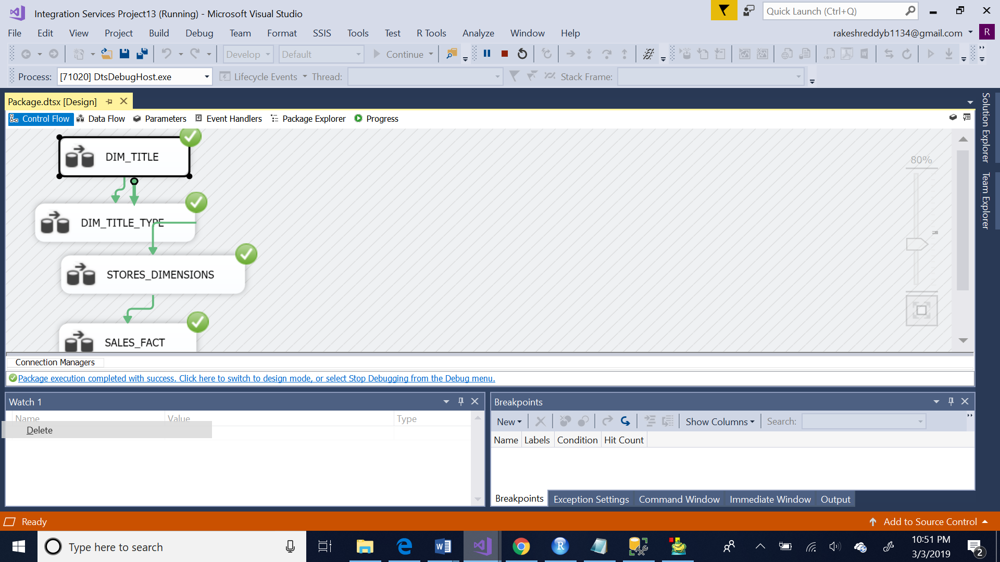 Integration Services Project13 (Running) - Microsoft Visual Studio
Quick Launch (Ctrl+Q)
File Edit View Project Build Debug Team Format SSIS Tools Test R Tools Analyze Window Help
rakeshreddyb1134@gmail.com R
Develop Default Continue
Process: [71020] DtsDebugHost.exe Lifecycle Events Thread: Stack Frame:
Package.dtsx [Design]
Control Flow Data Flow Parameters Event Handlers Package Explorer Progress
Solution Explorer
Team Explorer
80%
DIM_TITLE
DIM_TITLE_TYPE
STORES_DIMENSIONS
SALES_FACT
Connection Managers
Package execution completed with success. Click here to switch to design mode, or select Stop Debugging from the Debug menu.
Watch 1
Name Value Type
Delete
Breakpoints
New Show Columns Search:
Name Labels Condition Hit Count
Breakpoints Exception Settings Command Window Immediate Window Output
Ready
Add to Source Control
Type here to search
R
10:51 PM
3/3/2019
2